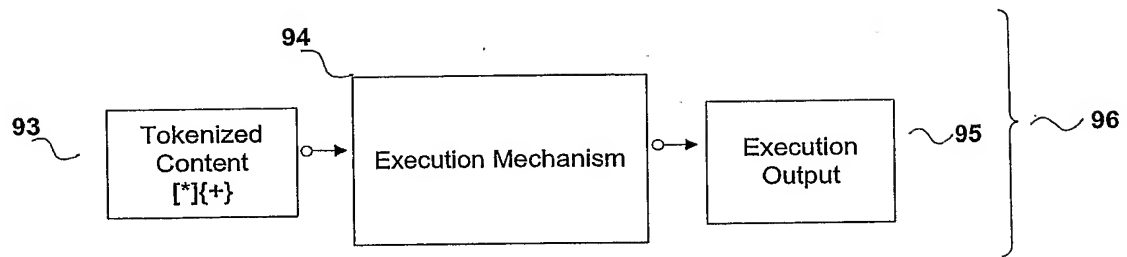 94
93
Tokenized
Content
[*]{+}
Execution Mechanism
Execution
Output
95
96